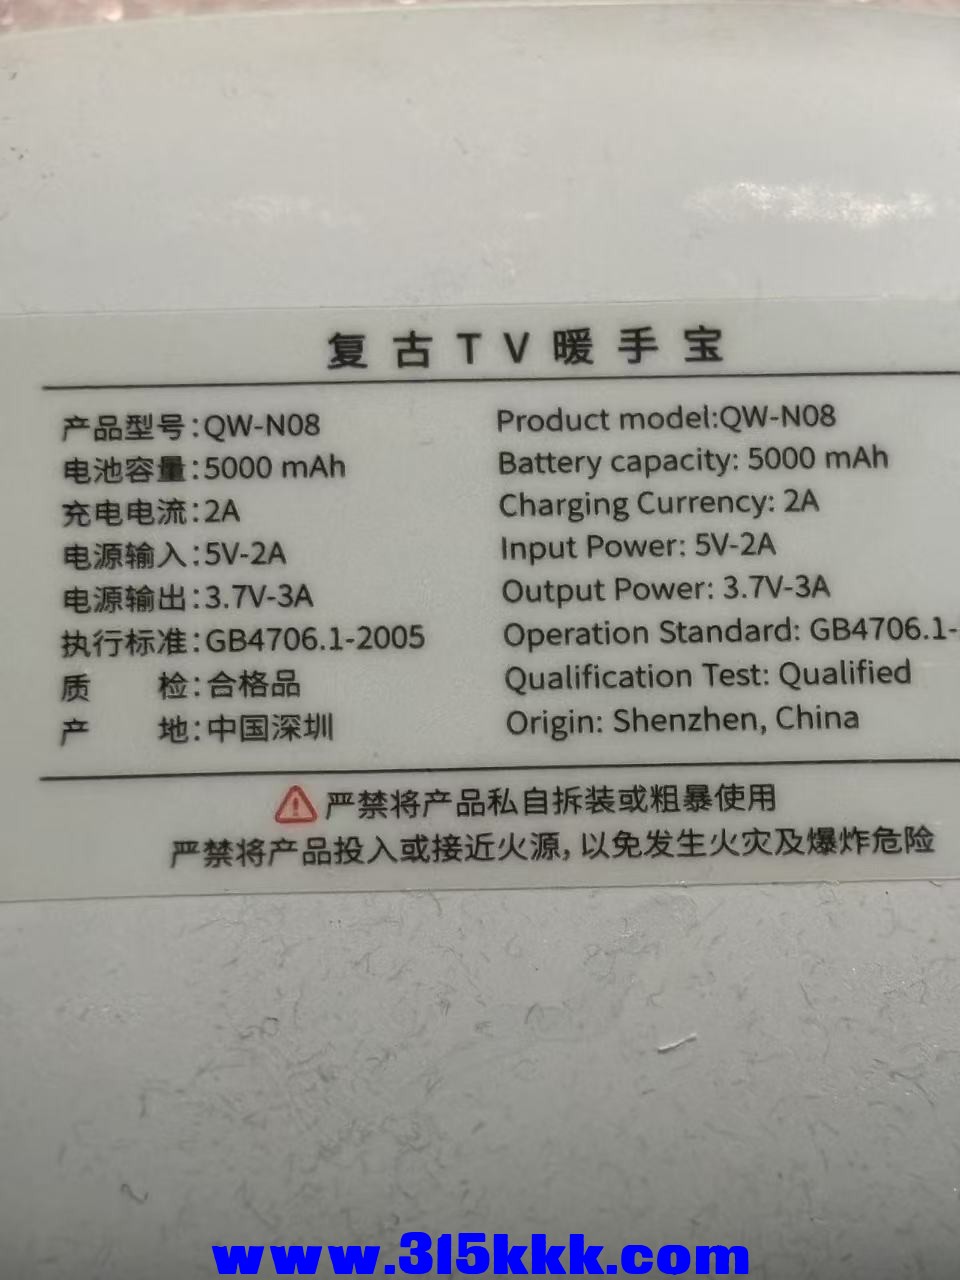 复古TV暖手宝
产品型号:QW-N08 Product model:QW-N08
电池容量:5000 mAh Battery capacity: 5000 mAh
充电电流:2A Charging Currency: 2A
电源输入:5V-2A Input Power: 5V-2A
电源输出:3.7V-3A Output Power: 3.7V-3A
执行标准:GB4706.1-2005 Operation Standard: GB4706.1-
质 检:合格品 Qualification Test: Qualified
产 地:中国深圳 Origin: Shenzhen, China
严禁将产品私自拆装或粗暴使用
严禁将产品投入或接近火源,以免发生火灾及爆炸危险
www.315kkk.com